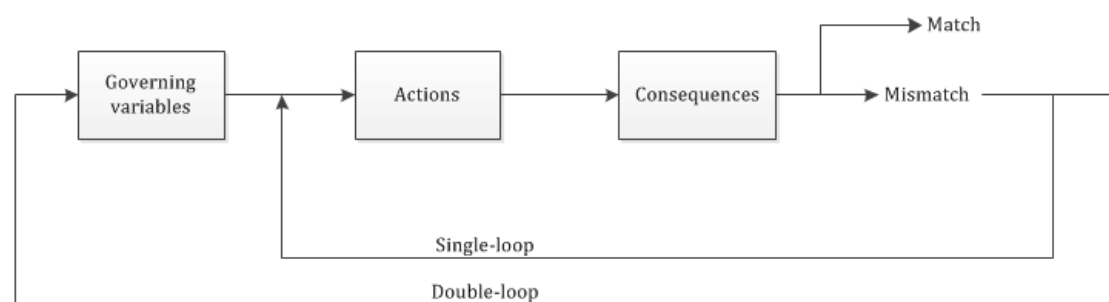 Match
Governing
variables
Actions
Consequences
Mismatch
Single-loop
Double-loop